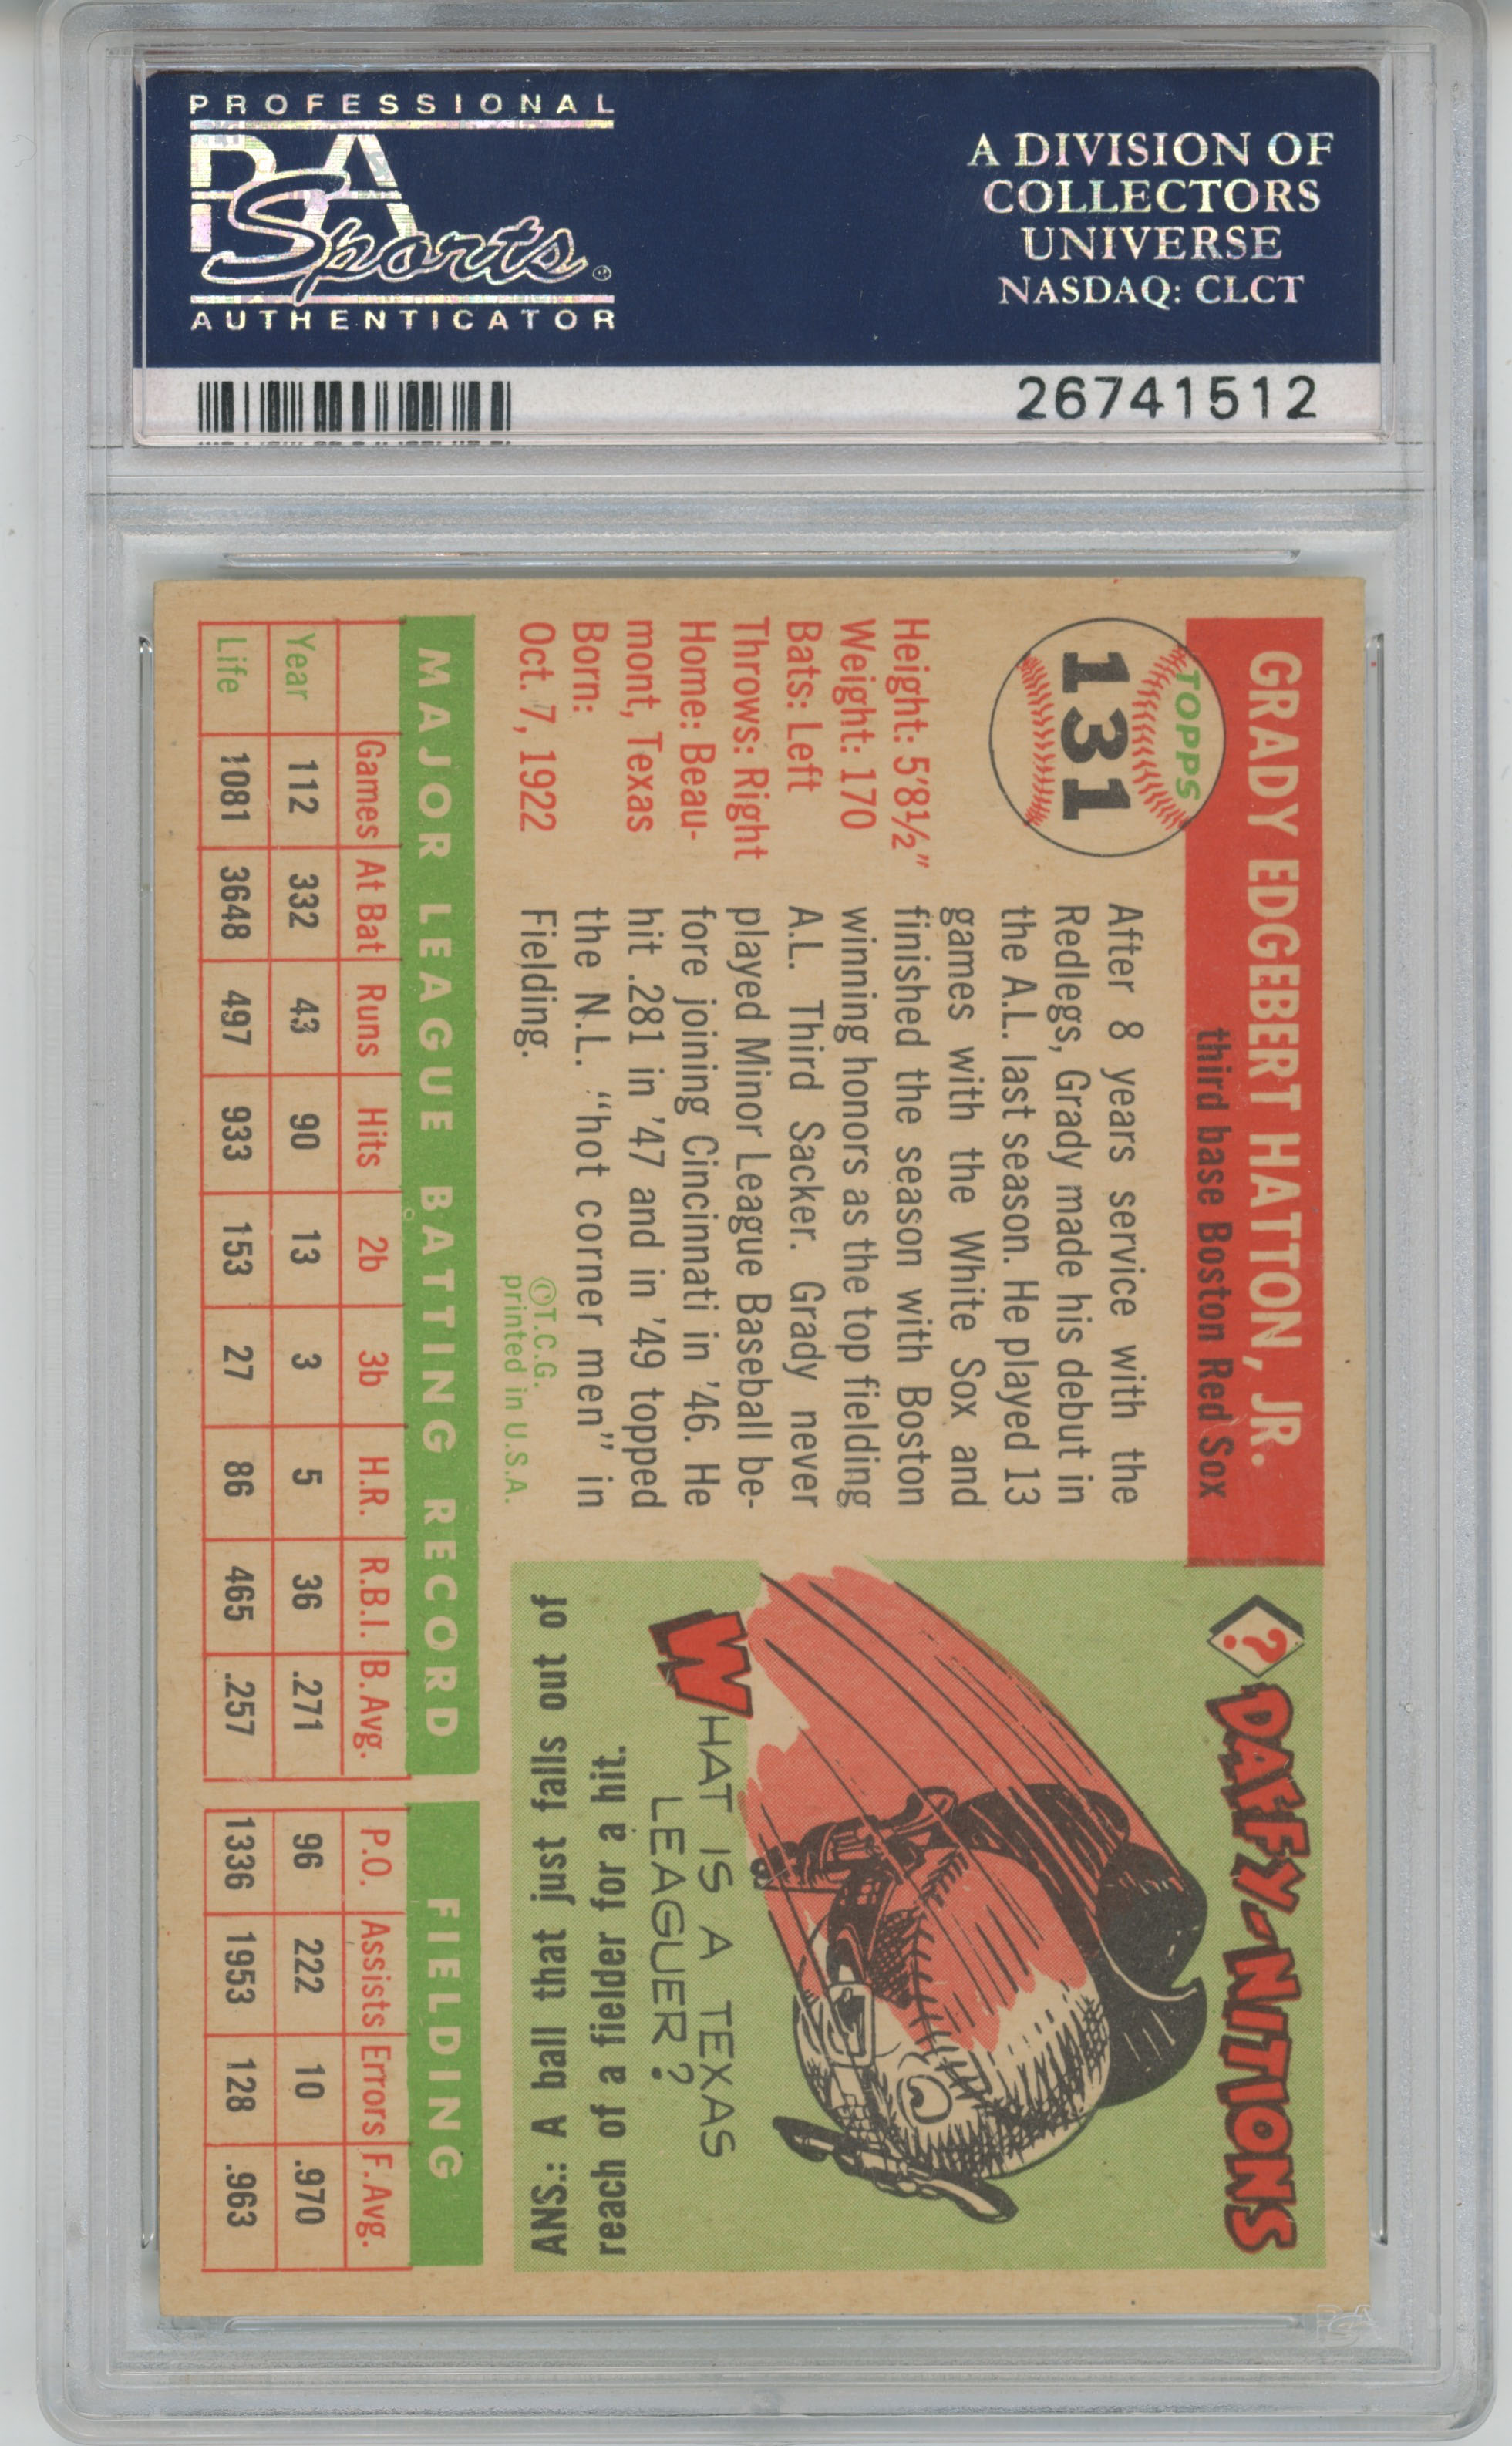 PROFESSIONAL
PSA
Sports
AUTHENTICATOR
A DIVISION OF
COLLECTORS
UNIVERSE
NASDAQ: CLCT
26741512
GRADY EDGEBERT HATTON, JR.
third base Boston Red Sox
TOPPS
131
Height: 5'8½"
Weight: 170
Bats: Left
Throws: Right
Home: Beau-
mont, Texas
Born:
Oct. 7, 1922
After 8 years service with the
Redlegs, Grady made his debut in
the A.L. last season. He played 13
games with the White Sox and
finished the season with Boston
winning honors as the top fielding
A.L. Third Sacker. Grady never
played Minor League Baseball be-
fore joining Cincinnati in '46. He
hit .281 in '47 and in '49 topped
the N.L. "hot corner men" in
Fielding.
©T.C.G.
printed in U.S.A.
? DAFFY-NITIONS
WHAT IS A TEXAS
LEAGUER?
ANS.: A ball that just falls out of
reach of a fielder for a hit.
MAJOR LEAGUE BATTING RECORD FIELDING
Games At Bat Runs Hits 2b 3b H.R. R.B.I. B.Avg. P.O. Assists Errors F.Avg.
Year 112 332 43 90 13 3 5 36 .271 96 222 10 .970
Life 1081 3648 497 933 153 27 86 465 .257 1336 1953 128 .963